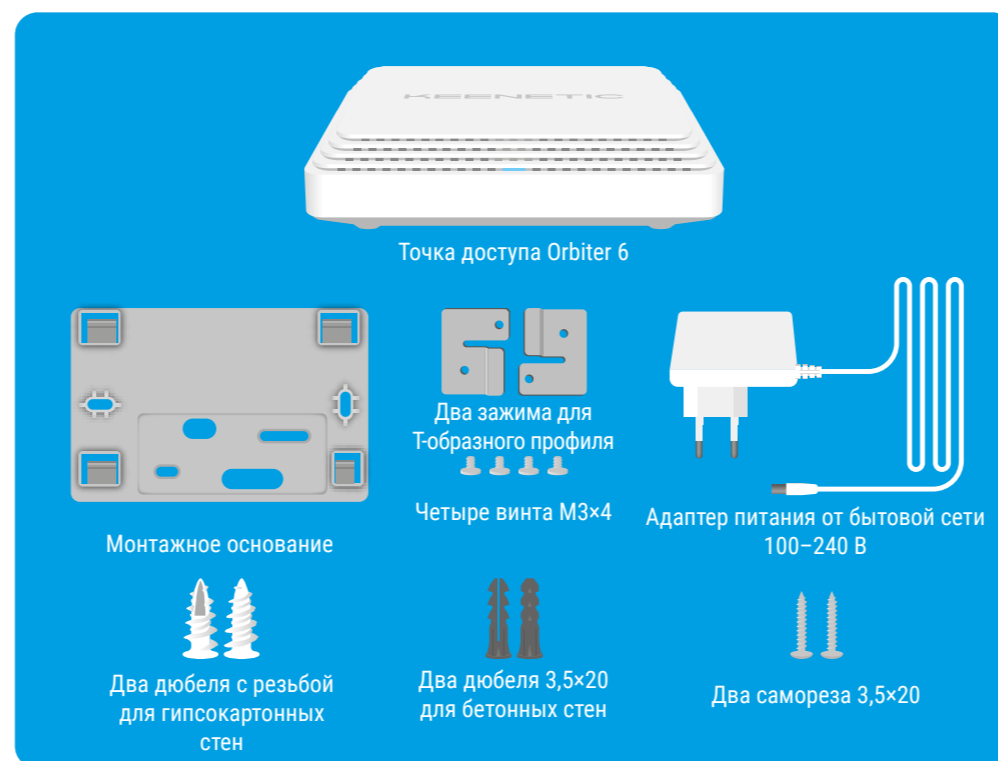 KEENETIC
Точка доступа Orbiter 6
Два зажима для
Т-образного профиля
Четыре винта М3×4
Адаптер питания от бытовой сети
100–240 В
Монтажное основание
Два дюбеля с резьбой
для гипсокартонных
стен
Два дюбеля 3,5×20
для бетонных стен
Два самореза 3,5×20